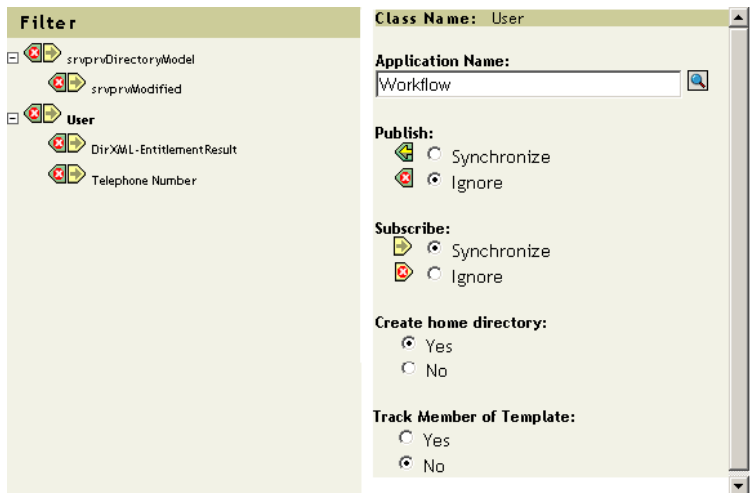 Filter
srvprvDirectoryModel
srvprvModified
User
DirXML-EntitlementResult
Telephone Number
Class Name: User
Application Name:
Workflow
Publish:
Synchronize
Ignore
Subscribe:
Synchronize
Ignore
Create home directory:
Yes
No
Track Member of Template:
Yes
No